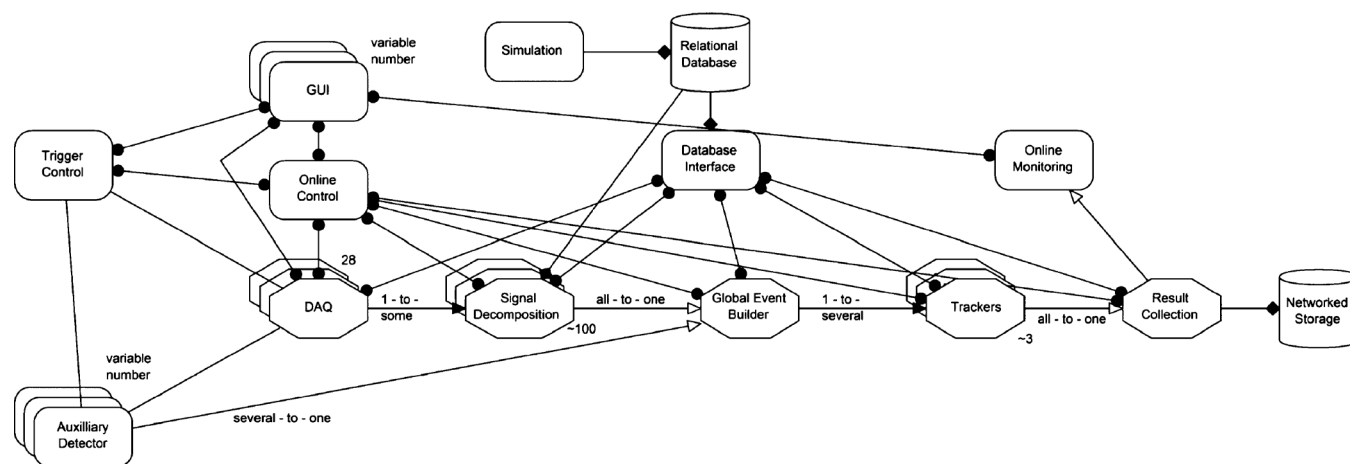 variable
number
GUI
Simulation
Relational
Database
Trigger
Control
Online
Control
Database
Interface
Online
Monitoring
28
DAQ
1 - to -
some
Signal
Decomposition
~100
all - to - one
Global Event
Builder
1 - to -
several
Trackers
~3
all - to - one
Result
Collection
Networked
Storage
variable
number
Auxilliary
Detector
several - to - one